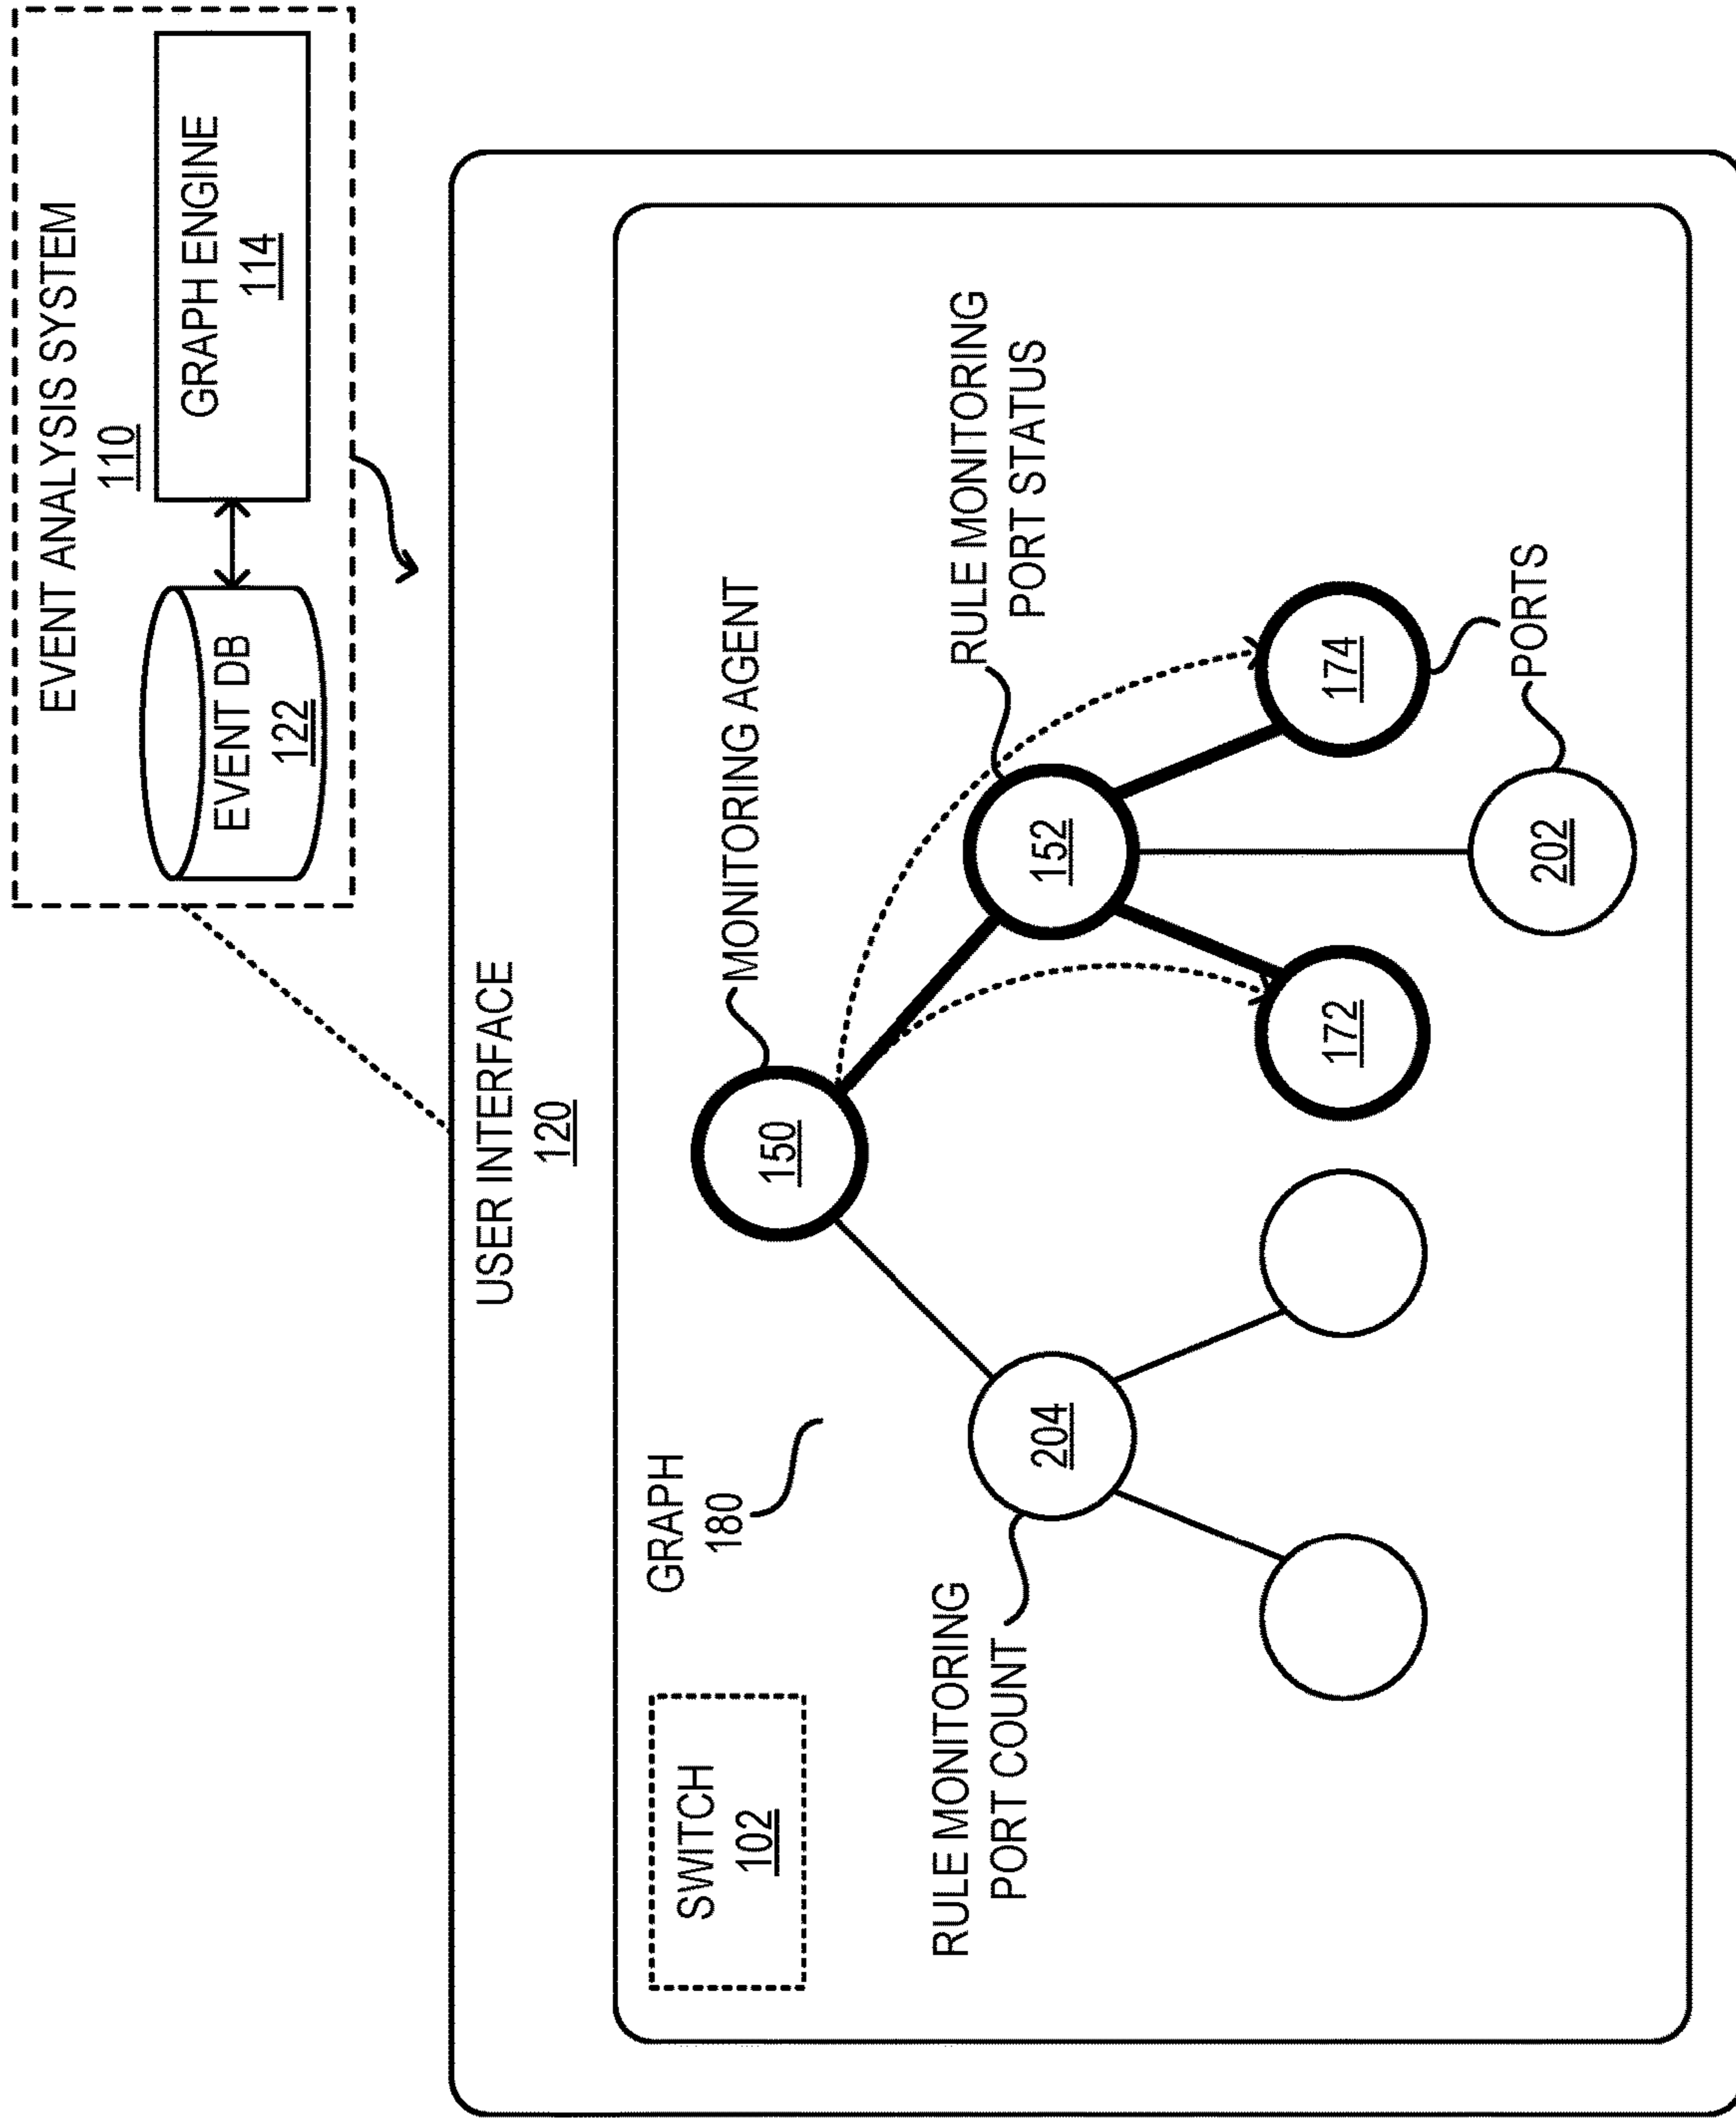 EVENT ANALYSIS SYSTEM
110
EVENT DB
122
GRAPH ENGINE
114
USER INTERFACE
120
SWITCH
102
GRAPH
180
MONITORING AGENT
150
RULE MONITORING
PORT COUNT
204
RULE MONITORING
PORT STATUS
152
172
174
202
PORTS